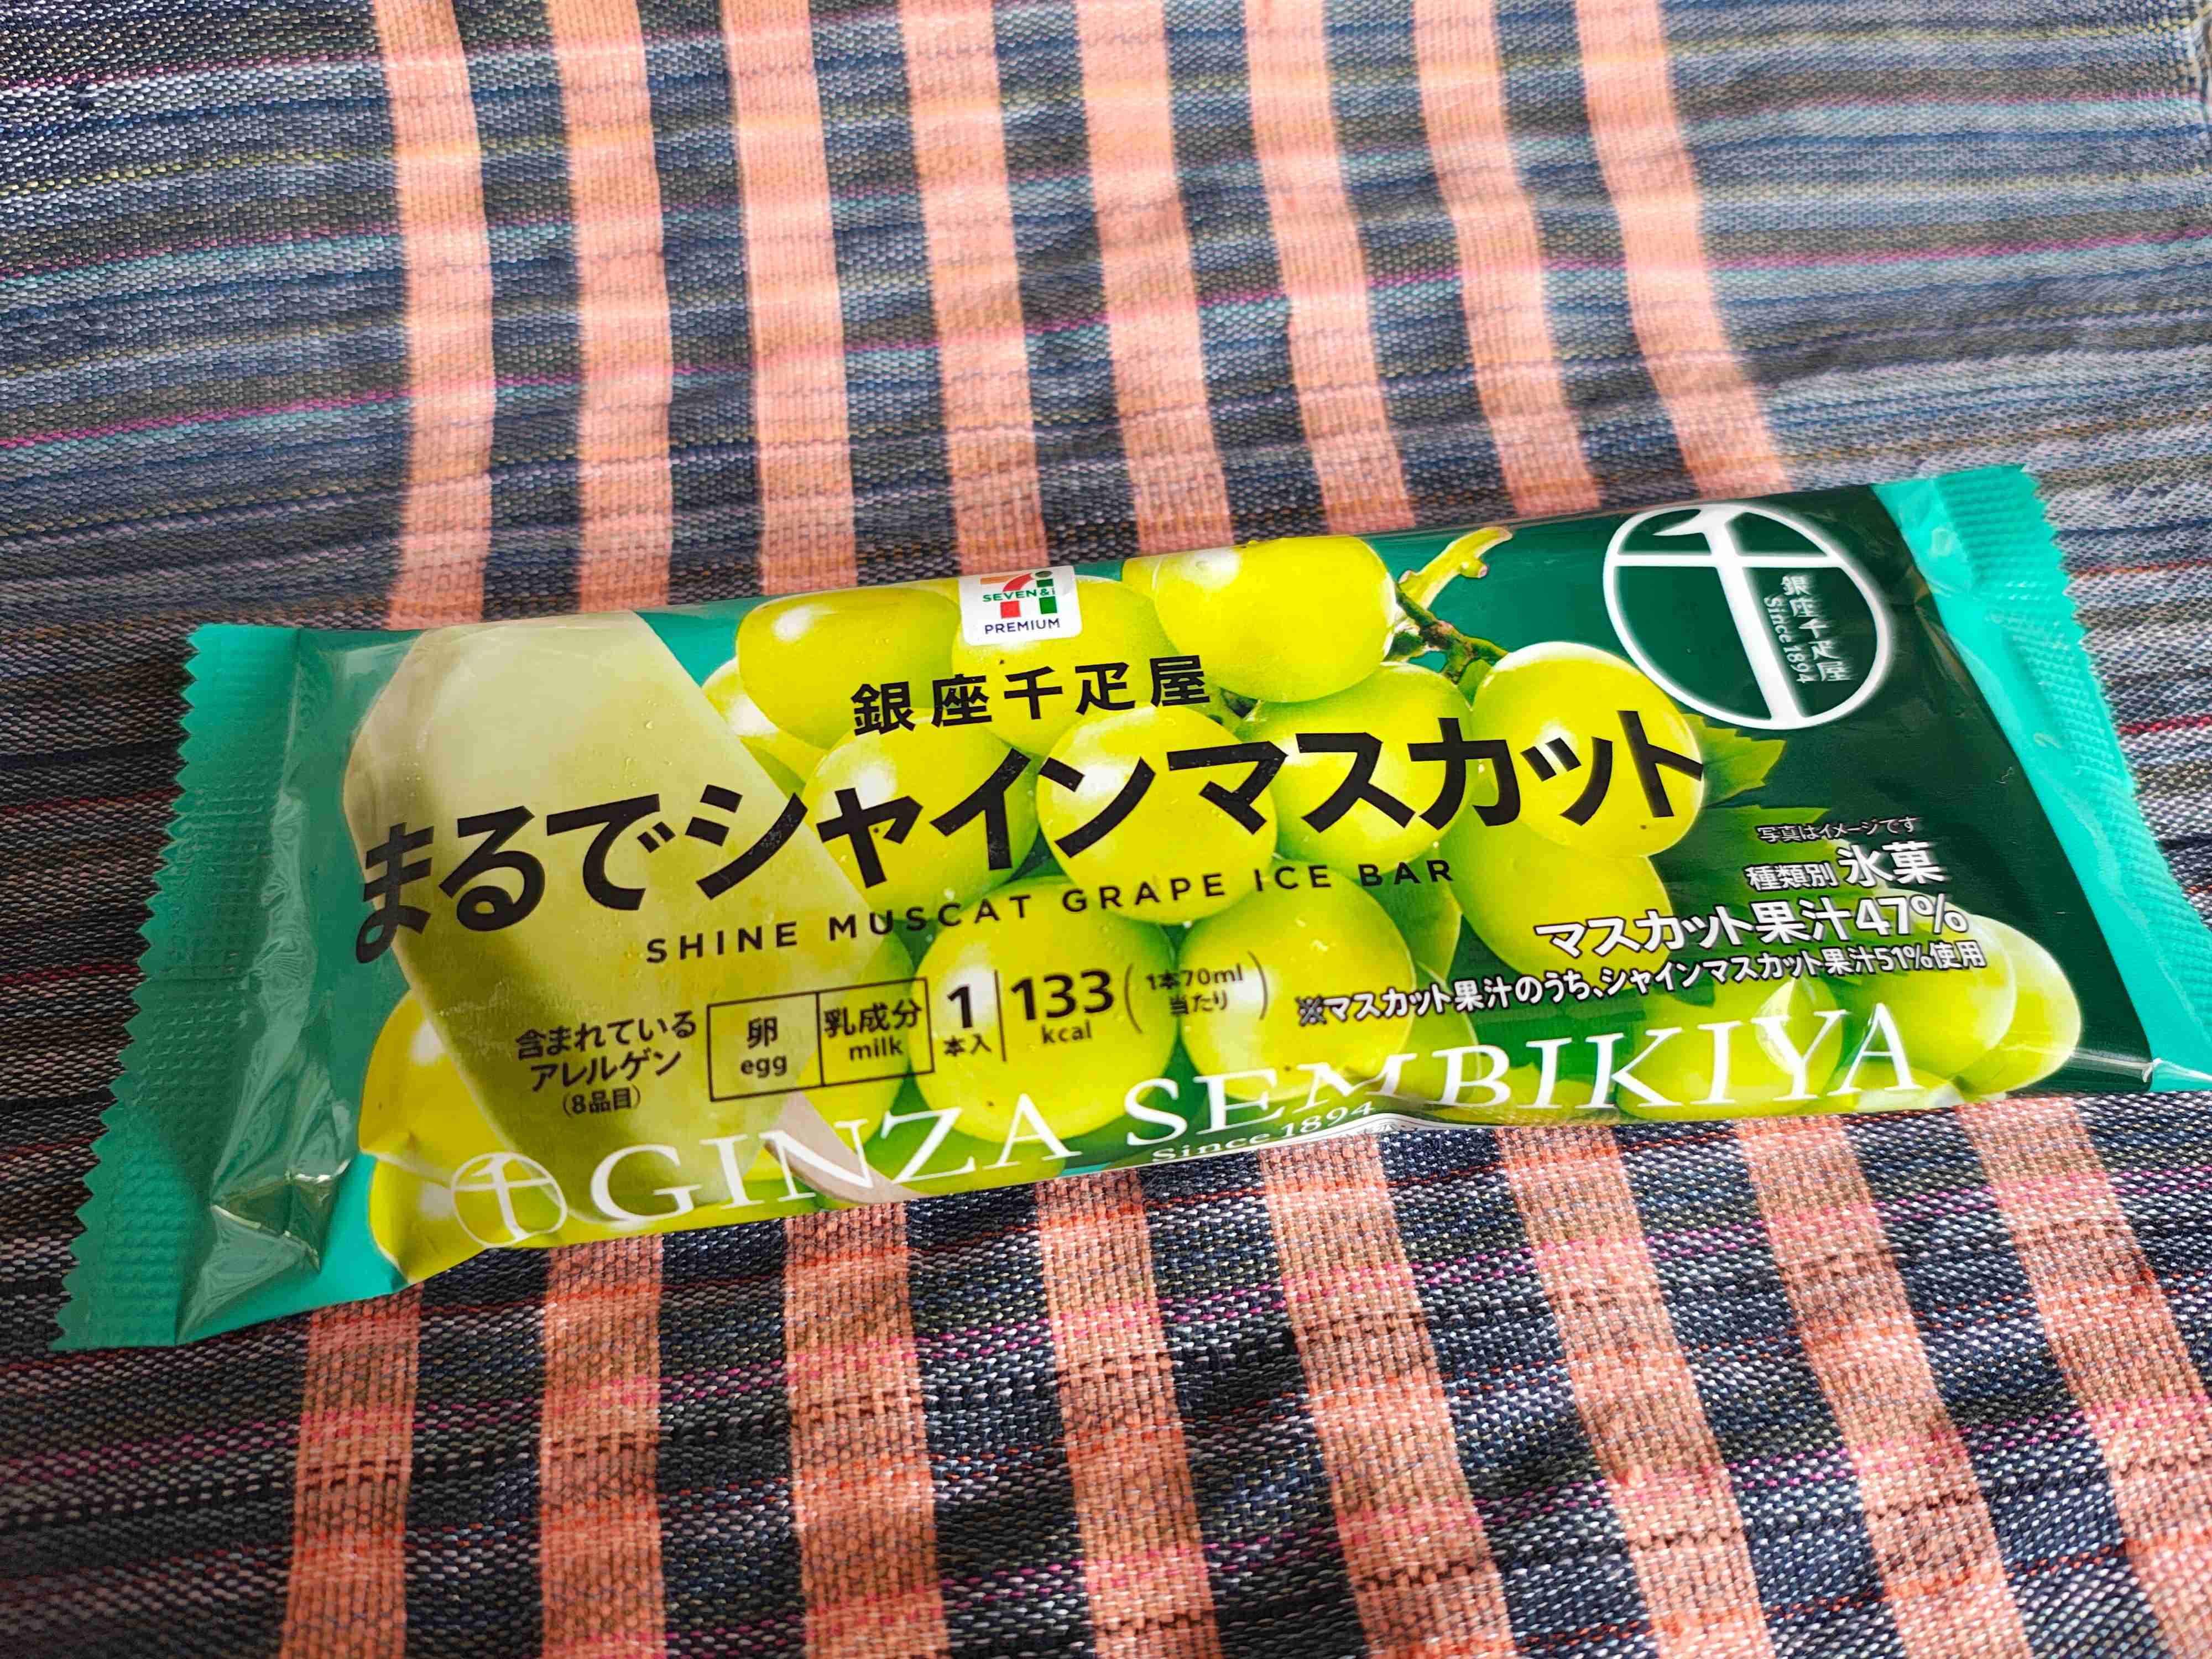 SEVEN&i
PREMIUM
銀座千疋屋
Since 1894
銀座千疋屋
まるでシャインマスカット
SHINE MUSCAT GRAPE ICE BAR
写真はイメージです
種類別 氷菓
マスカット果汁47%
※マスカット果汁のうち、シャインマスカット果汁51%使用
含まれている
アレルゲン
(8品目)
卵
egg
乳成分
milk
1
本入
133
kcal
(1本70ml
当たり)
GINZA SEMBIKIYA
Since 1894